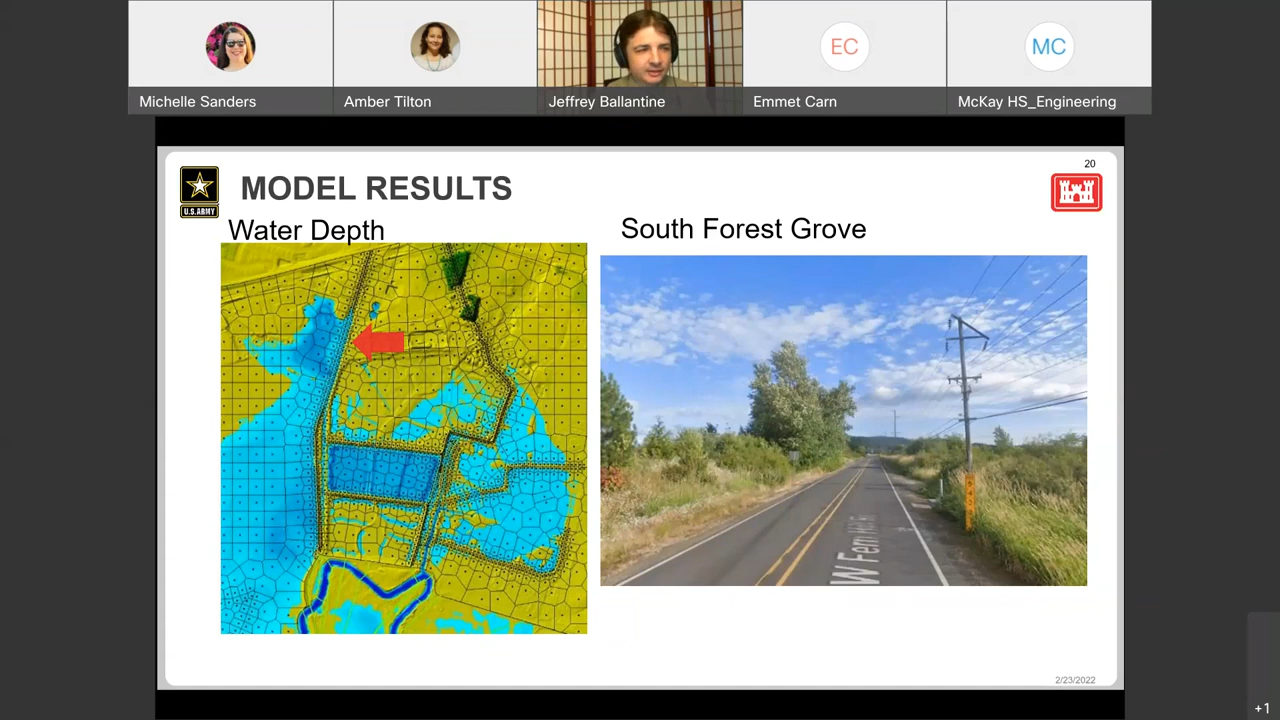 Michelle Sanders
Amber Tilton
Jeffrey Ballantine
EC
Emmet Carn
MC
McKay HS_Engineering
20
U.S.ARMY
MODEL RESULTS
Water Depth
South Forest Grove
W Fern
2/23/2022
+1